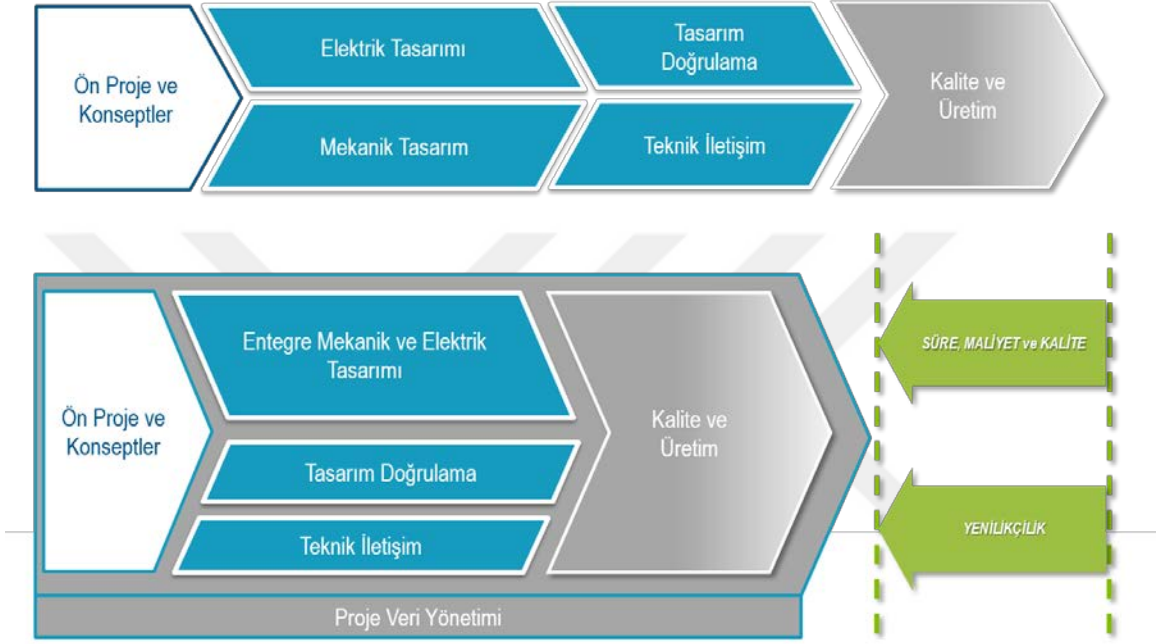 Ön Proje ve
Konseptler
Elektrik Tasarımı
Tasarım
Doğrulama
Mekanik Tasarım
Teknik İletişim
Kalite ve
Üretim
Ön Proje ve
Konseptler
Entegre Mekanik ve Elektrik
Tasarımı
Tasarım Doğrulama
Teknik İletişim
Kalite ve
Üretim
Proje Veri Yönetimi
SÜRE, MALİYET ve KALİTE
YENİLİKÇİLİK